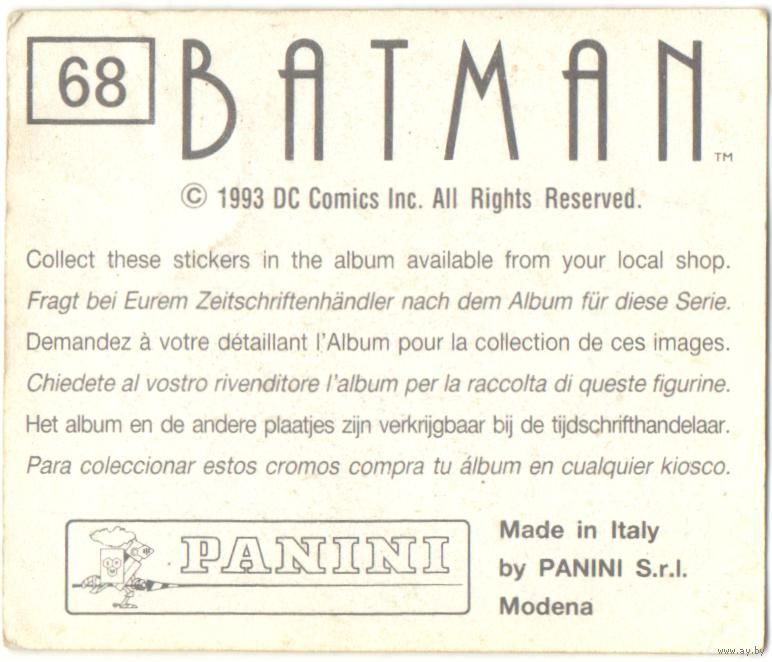 68
BATMAN™
© 1993 DC Comics Inc. All Rights Reserved.
Collect these stickers in the album available from your local shop.
Fragt bei Eurem Zeitschriftenhändler nach dem Album für diese Serie.
Demandez à votre détaillant l'Album pour la collection de ces images.
Chiedete al vostro rivenditore l'album per la raccolta di queste figurine.
Het album en de andere plaatjes zijn verkrijgbaar bij de tijdschrifthandelaar.
Para coleccionar estos cromos compra tu álbum en cualquier kiosco.
PANINI
Made in Italy
by PANINI S.r.l.
Modena
www.ay.by